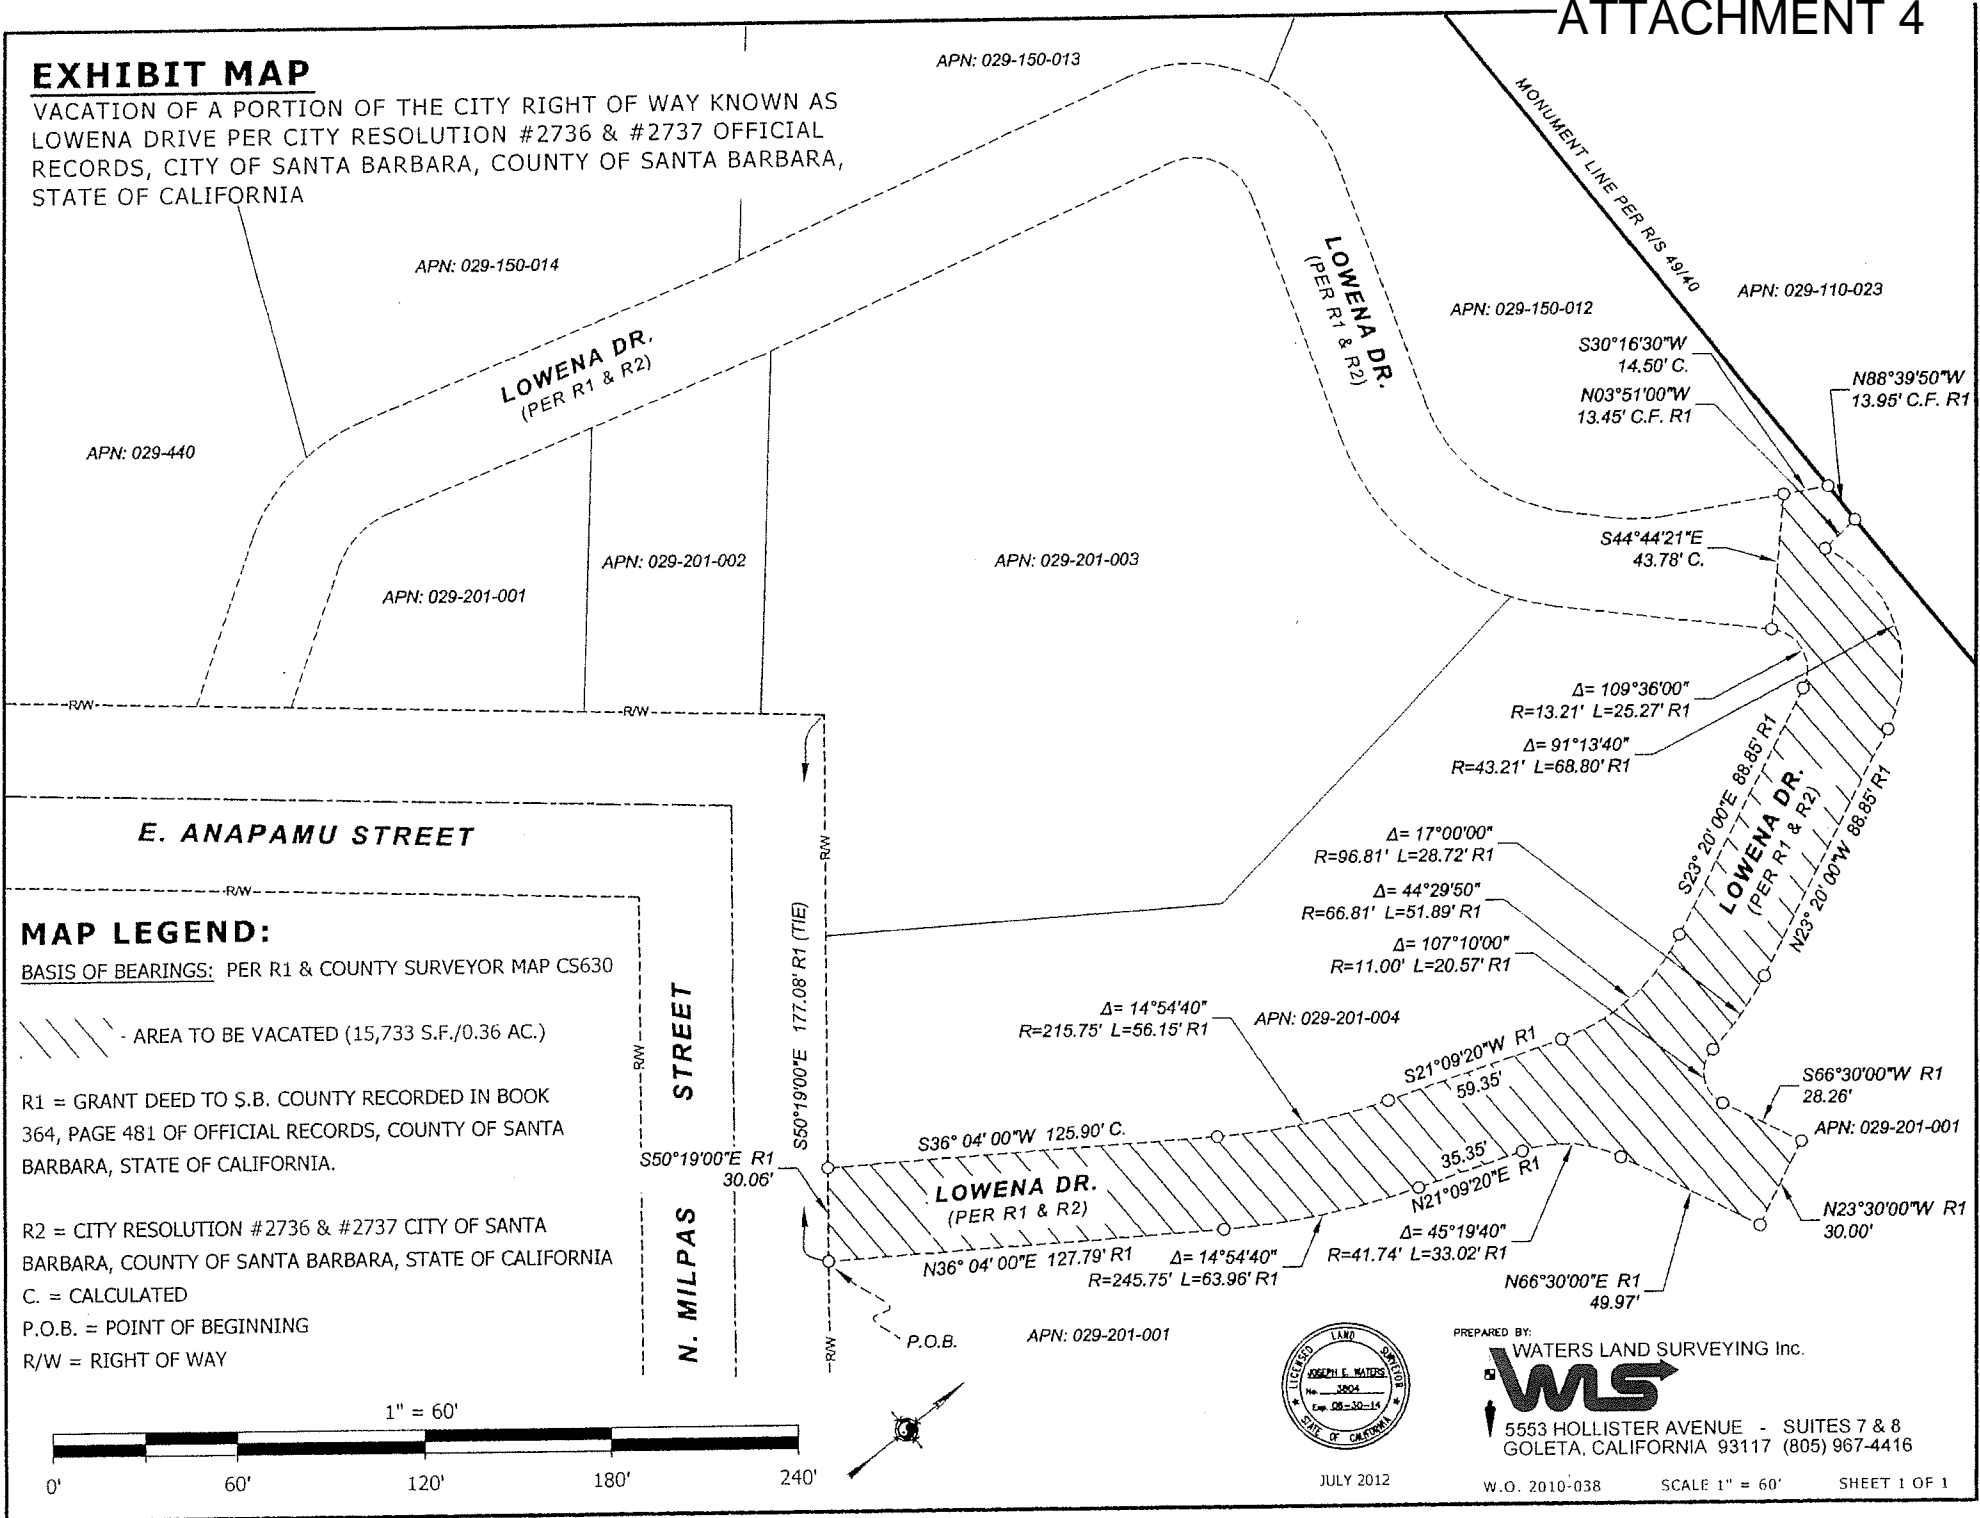 ATTACHMENT 4
EXHIBIT MAP
VACATION OF A PORTION OF THE CITY RIGHT OF WAY KNOWN AS
LOWENA DRIVE PER CITY RESOLUTION #2736 & #2737 OFFICIAL
RECORDS, CITY OF SANTA BARBARA, COUNTY OF SANTA BARBARA,
STATE OF CALIFORNIA
APN: 029-150-013
MONUMENT LINE PER R/S 49/40
APN: 029-150-014
APN: 029-110-023
APN: 029-150-012
LOWENA DR.
(PER R1 & R2)
LOWENA DR.
(PER R1 & R2)
S30°16'30"W
14.50' C.
N88°39'50"W
13.95' C.F. R1
N03°51'00"W
13.45' C.F. R1
APN: 029-440
S44°44'21"E
43.78' C.
APN: 029-201-002
APN: 029-201-003
APN: 029-201-001
R/W
R/W
Δ= 109°36'00"
R=13.21' L=25.27' R1
Δ= 91°13'40"
R=43.21' L=68.80' R1
S23° 20' 00"E 88.85' R1
LOWENA DR.
(PER R1 & R2)
N23° 20' 00"W 88.85' R1
E. ANAPAMU STREET
R/W
R/W
Δ= 17°00'00"
R=96.81' L=28.72' R1
Δ= 44°29'50"
R=66.81' L=51.89' R1
Δ= 107°10'00"
R=11.00' L=20.57' R1
MAP LEGEND:
BASIS OF BEARINGS: PER R1 & COUNTY SURVEYOR MAP CS630
- AREA TO BE VACATED (15,733 S.F./0.36 AC.)
R1 = GRANT DEED TO S.B. COUNTY RECORDED IN BOOK
364, PAGE 481 OF OFFICIAL RECORDS, COUNTY OF SANTA
BARBARA, STATE OF CALIFORNIA.
R2 = CITY RESOLUTION #2736 & #2737 CITY OF SANTA
BARBARA, COUNTY OF SANTA BARBARA, STATE OF CALIFORNIA
C. = CALCULATED
P.O.B. = POINT OF BEGINNING
R/W = RIGHT OF WAY
R/W
N. MILPAS STREET
S50°19'00"E 177.08' R1 (TIE)
S50°19'00"E R1
30.06'
Δ= 14°54'40"
R=215.75' L=56.15' R1
APN: 029-201-004
S21°09'20"W R1
59.35'
S36° 04' 00"W 125.90' C.
LOWENA DR.
(PER R1 & R2)
35.35'
N21°09'20"E R1
S66°30'00"W R1
28.26'
APN: 029-201-001
N23°30'00"W R1
30.00'
N36° 04' 00"E 127.79' R1
Δ= 14°54'40"
R=245.75' L=63.96' R1
Δ= 45°19'40"
R=41.74' L=33.02' R1
N66°30'00"E R1
49.97'
R/W
P.O.B.
APN: 029-201-001
1" = 60'
0' 60' 120' 180' 240'
LICENSED LAND SURVEYOR
JOSEPH E. WATERS
No. 3804
Exp. 06-30-14
STATE OF CALIFORNIA
JULY 2012
PREPARED BY:
WATERS LAND SURVEYING Inc.
WLS
5553 HOLLISTER AVENUE - SUITES 7 & 8
GOLETA, CALIFORNIA 93117 (805) 967-4416
W.O. 2010-038 SCALE 1" = 60' SHEET 1 OF 1